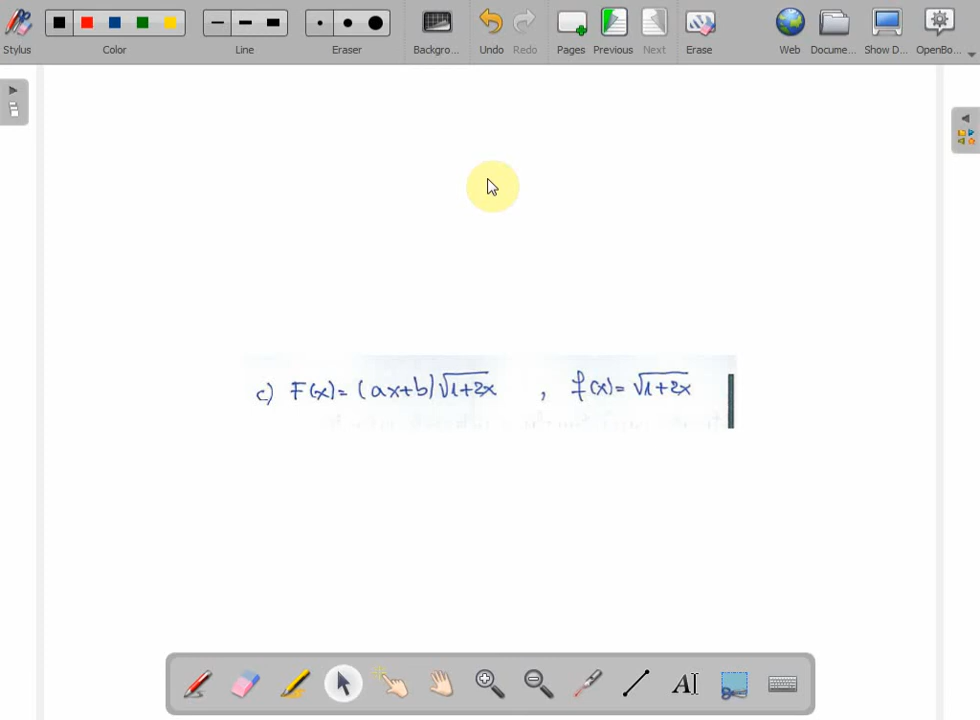 Stylus Color Line Eraser Backgro... Undo Redo Pages Previous Next Erase Web Docume... Show D... OpenBo...
c) F(x)= (ax+b)√1+2x , f(x)= √1+2x
A